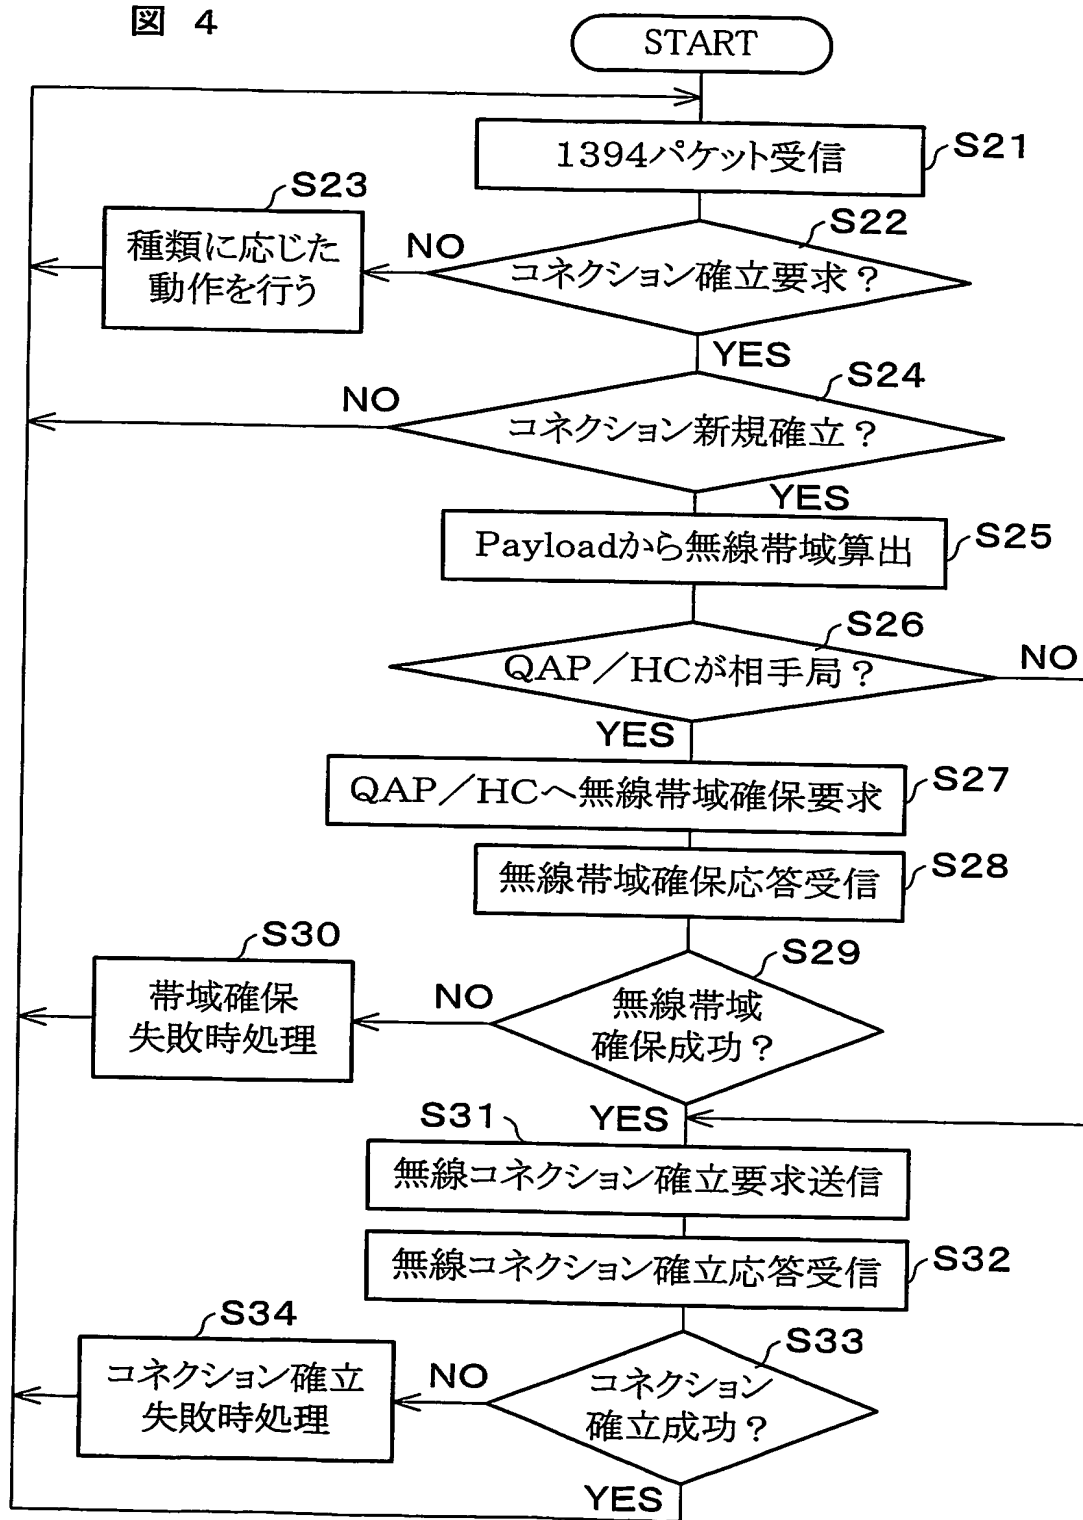 図 4
START
1394パケット受信
S21
S22
コネクション確立要求?
NO
S23
種類に応じた
動作を行う
YES
S24
コネクション新規確立?
NO
YES
Payloadから無線帯域算出
S25
S26
QAP/HCが相手局?
NO
YES
QAP/HCへ無線帯域確保要求
S27
無線帯域確保応答受信
S28
S29
無線帯域
確保成功?
NO
S30
帯域確保
失敗時処理
YES
S31
無線コネクション確立要求送信
無線コネクション確立応答受信
S32
S33
コネクション
確立成功?
NO
S34
コネクション確立
失敗時処理
YES